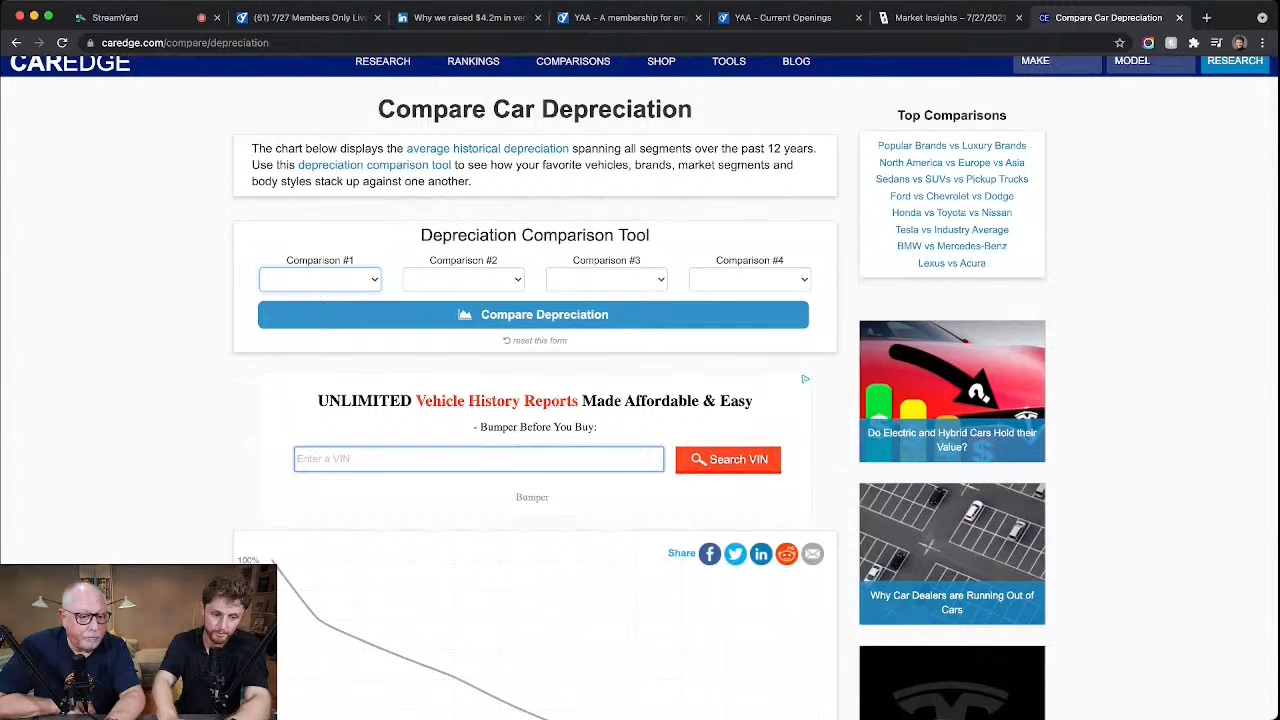 StreamYard
(51) 7/27 Members Only Liv
Why we raised $4.2m in ver
YAA - A membership for em
YAA - Current Openings
Market Insights – 7/27/2021
Compare Car Depreciation
caredge.com/compare/depreciation
CAREDGE
RESEARCH
RANKINGS
COMPARISONS
SHOP
TOOLS
BLOG
MAKE
MODEL
RESEARCH
Compare Car Depreciation
The chart below displays the average historical depreciation spanning all segments over the past 12 years.
Use this depreciation comparison tool to see how your favorite vehicles, brands, market segments and
body styles stack up against one another.
Depreciation Comparison Tool
Comparison #1
Comparison #2
Comparison #3
Comparison #4
Compare Depreciation
reset this form
UNLIMITED Vehicle History Reports Made Affordable & Easy
- Bumper Before You Buy:
Enter a VIN
Search VIN
Bumper
Share
100%
Top Comparisons
Popular Brands vs Luxury Brands
North America vs Europe vs Asia
Sedans vs SUVs vs Pickup Trucks
Ford vs Chevrolet vs Dodge
Honda vs Toyota vs Nissan
Tesla vs Industry Average
BMW vs Mercedes-Benz
Lexus vs Acura
Do Electric and Hybrid Cars Hold their
Value?
Why Car Dealers are Running Out of
Cars